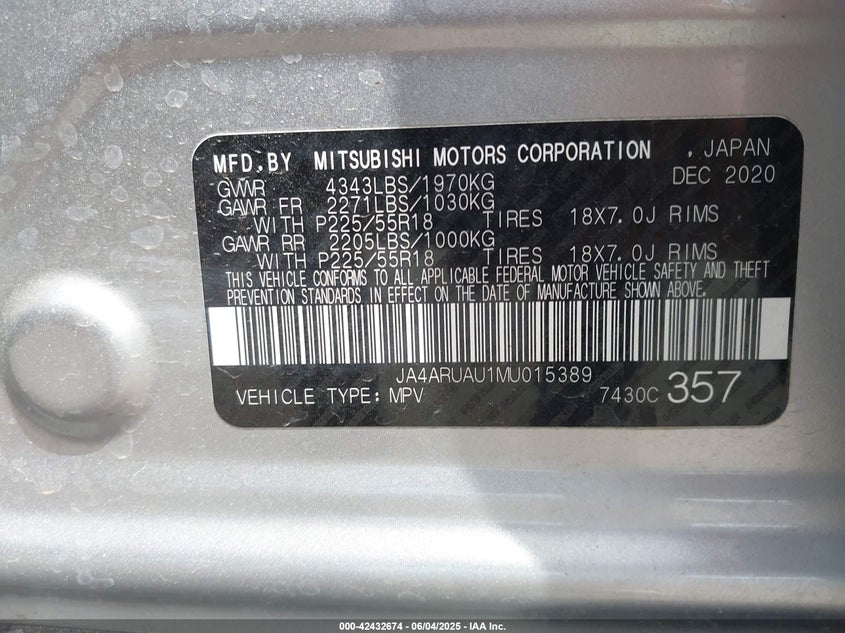 MFD.BY MITSUBISHI MOTORS CORPORATION , JAPAN
GVWR 4343LBS/1970KG DEC 2020
GAWR FR 2271LBS/1030KG
WITH P225/55R18 TIRES 18X7.0J RIMS
GAWR RR 2205LBS/1000KG
WITH P225/55R18 TIRES 18X7.0J RIMS
THIS VEHICLE CONFORMS TO ALL APPLICABLE FEDERAL MOTOR VEHICLE SAFETY AND THEFT
PREVENTION STANDARDS IN EFFECT ON THE DATE OF MANUFACTURE SHOWN ABOVE.
JA4ARUAU1MU015389
VEHICLE TYPE: MPV 7430C 357
000-42432674 | 06/04/2025 - IAA Inc.